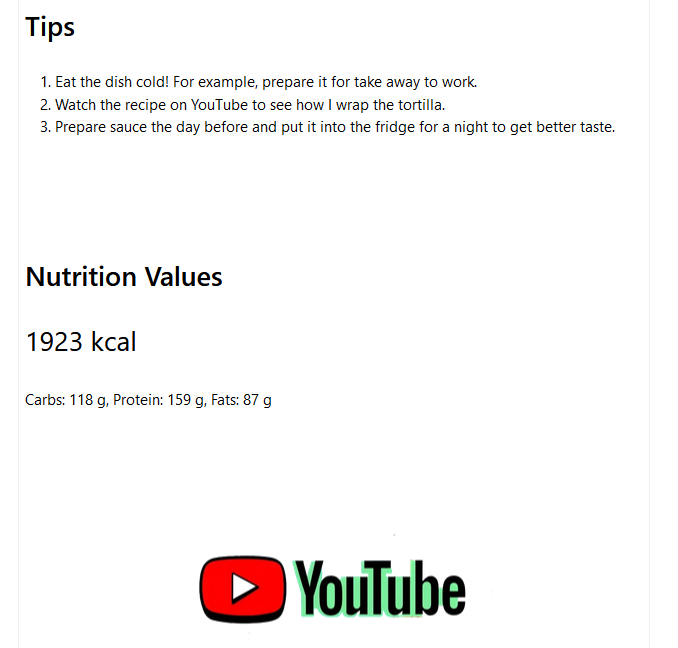 Tips
1. Eat the dish cold! For example, prepare it for take away to work.
2. Watch the recipe on YouTube to see how I wrap the tortilla.
3. Prepare sauce the day before and put it into the fridge for a night to get better taste.
Nutrition Values
1923 kcal
Carbs: 118 g, Protein: 159 g, Fats: 87 g
YouTube